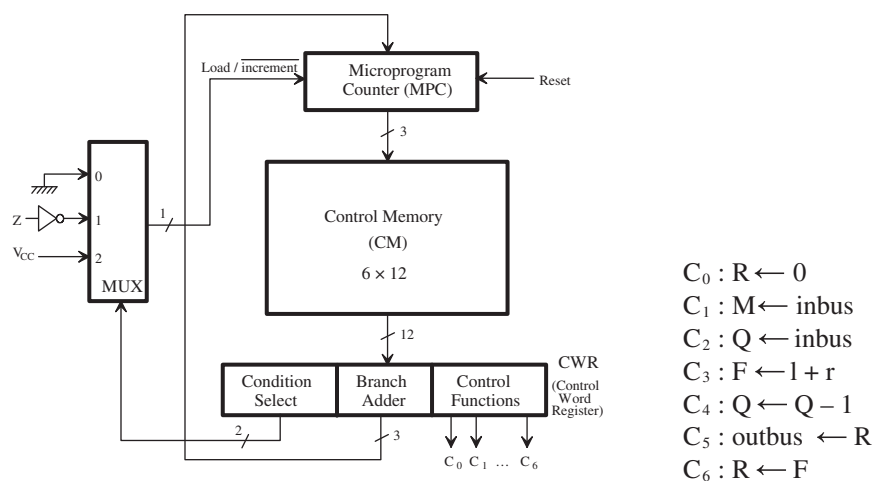 Load / increment
Microprogram
Counter (MPC)
Reset
3
0
Z
1
1
V_CC
2
MUX
Control Memory
(CM)
6 × 12
12
CWR
(Control
Word
Register)
Condition
Select
Branch
Adder
Control
Functions
2
3
C₀ C₁ ... C₆
C₀ : R ← 0
C₁ : M ← inbus
C₂ : Q ← inbus
C₃ : F ← l + r
C₄ : Q ← Q – 1
C₅ : outbus ← R
C₆ : R ← F